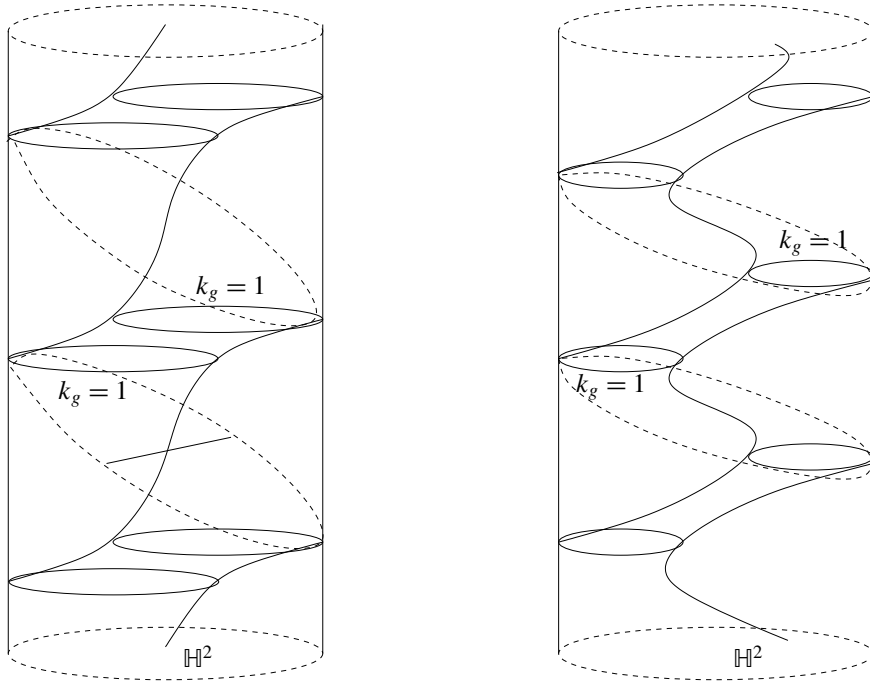 k_g = 1
k_g = 1
k_g = 1
k_g = 1
ℍ²
ℍ²